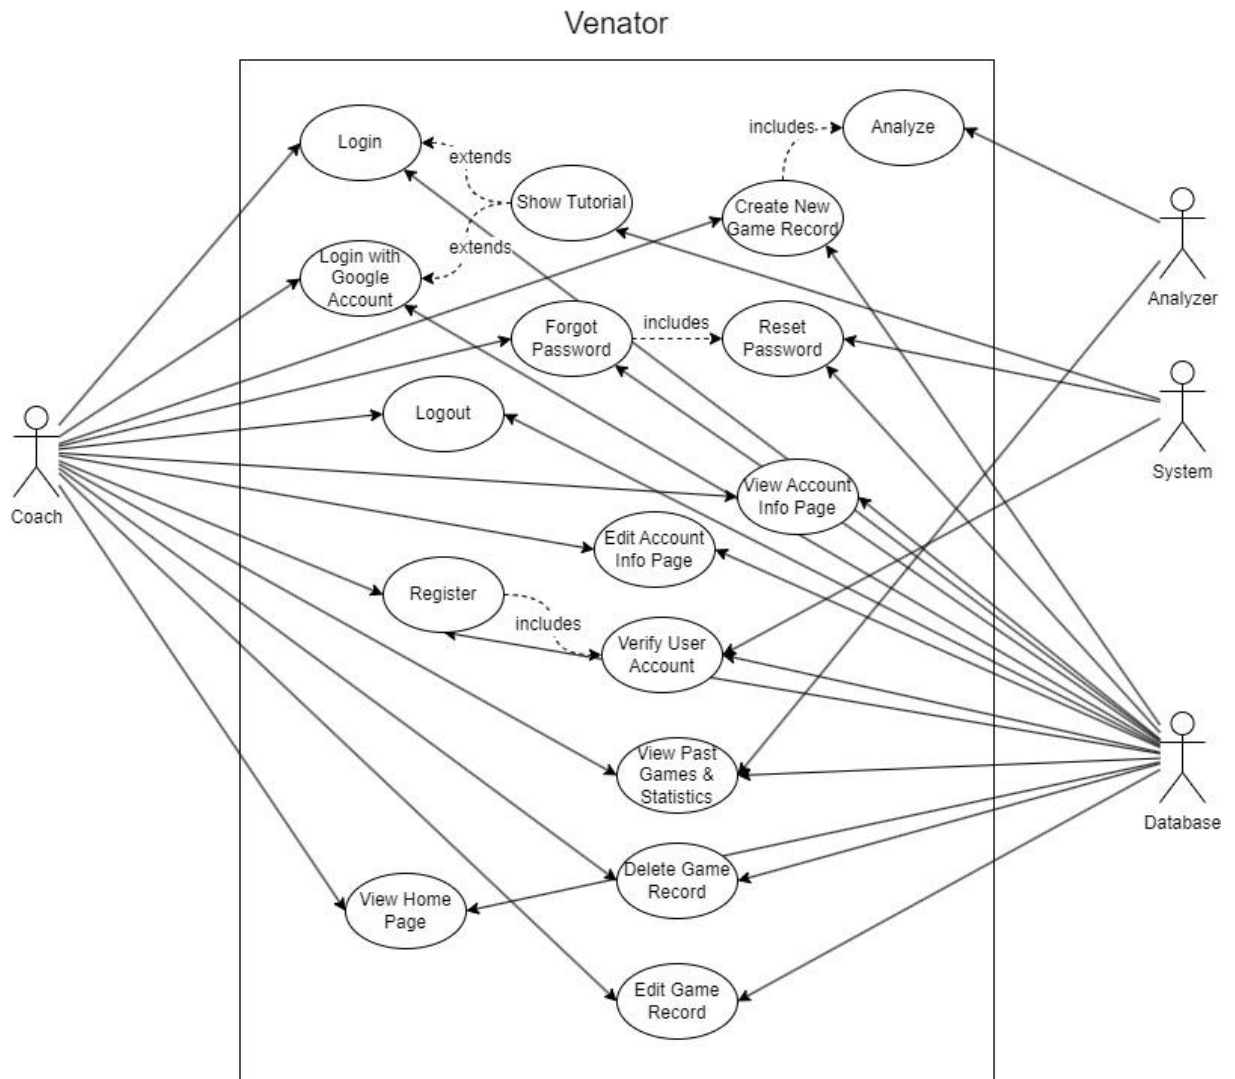 Venator
Login
extends
Show Tutorial
extends
Login with
Google
Account
includes
Analyze
Create New
Game Record
Analyzer
Forgot
Password
includes
Reset
Password
System
Logout
Coach
View Account
Info Page
Edit Account
Info Page
Register
includes
Verify User
Account
View Past
Games &
Statistics
Database
Delete Game
Record
View Home
Page
Edit Game
Record